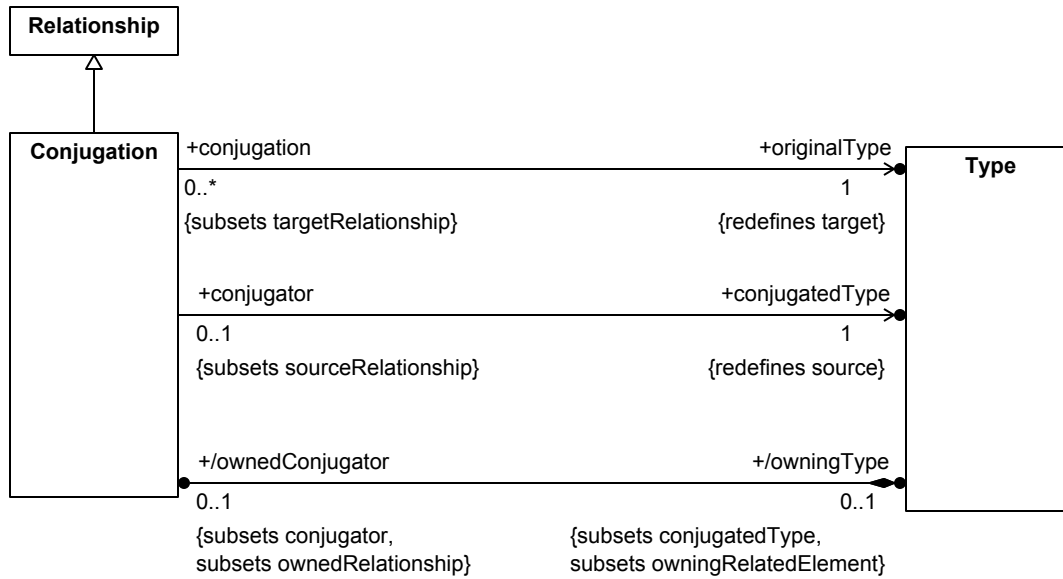 Relationship
Conjugation
Type
+conjugation
+originalType
0..*
1
{subsets targetRelationship}
{redefines target}
+conjugator
+conjugatedType
0..1
1
{subsets sourceRelationship}
{redefines source}
+/ownedConjugator
+/owningType
0..1
0..1
{subsets conjugator,
subsets ownedRelationship}
{subsets conjugatedType,
subsets owningRelatedElement}